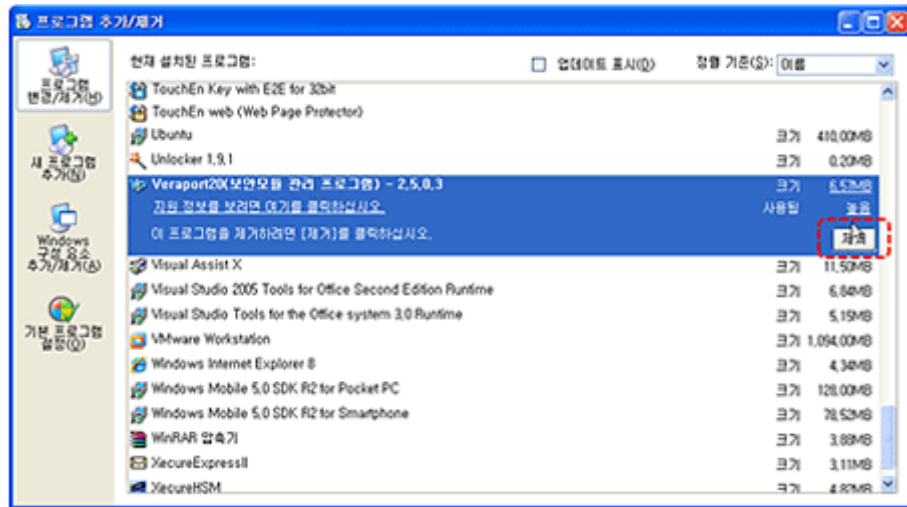 프로그램 추가/제거
현재 설치된 프로그램:
업데이트 표시(D)
정렬 기준(S): 이름
프로그램
변경/제거(H)
새 프로그램
추가(N)
Windows
구성 요소
추가/제거(A)
기본 프로그램
설정(O)
TouchEn Key with E2E for 32bit
TouchEn web (Web Page Protector)
Ubuntu 크기 410,00MB
Unlocker 1,9,1 크기 0,20MB
Veraport20(보안모듈 관리 프로그램) - 2,5,0,3 크기 6,57MB
지원 정보를 보려면 여기를 클릭하십시오. 사용됨 높음
이 프로그램을 제거하려면 [제거]를 클릭하십시오.
제거
Visual Assist X 크기 11,50MB
Visual Studio 2005 Tools for Office Second Edition Runtime 크기 6,84MB
Visual Studio Tools for the Office system 3,0 Runtime 크기 5,15MB
VMware Workstation 크기 1,094,00MB
Windows Internet Explorer 8 크기 4,34MB
Windows Mobile 5,0 SDK R2 for Pocket PC 크기 128,00MB
Windows Mobile 5,0 SDK R2 for Smartphone 크기 78,52MB
WinRAR 압축기 크기 3,88MB
XecureExpressII 크기 3,11MB
XecureHSM 크기 4,82MB